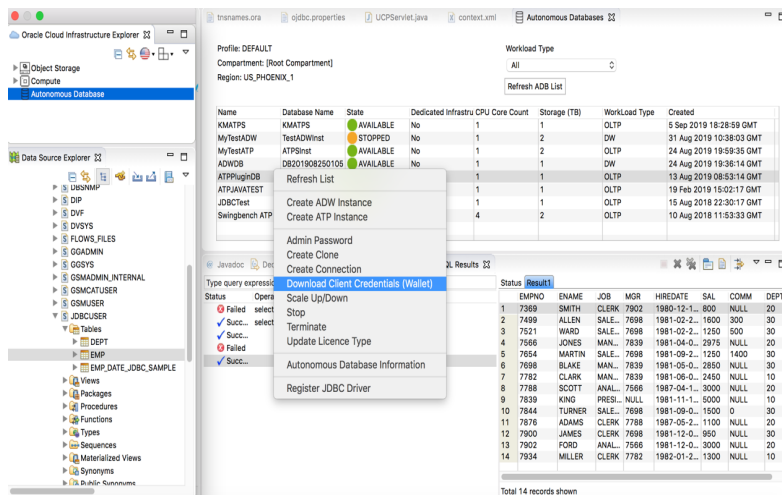 Oracle Cloud Infrastructure Explorer
Object Storage
Compute
Autonomous Database
Data Source Explorer
DBSNMP
DIP
DVF
DVSYS
FLOWS_FILES
GGADMIN
GGSYS
GSMADMIN_INTERNAL
GSMCATUSER
GSMUSER
JDBCUSER
Tables
DEPT
EMP
EMP_DATE_JDBC_SAMPLE
Views
Packages
Procedures
Functions
Types
Sequences
Materialized Views
Synonyms
Public Synonyms
tnsnames.ora ojdbc.properties UCPServlet.java context.xml Autonomous Databases
Profile: DEFAULT
Compartment: [Root Compartment]
Region: US_PHOENIX_1
Workload Type
All
Refresh ADB List
Name Database Name State Dedicated Infrastru CPU Core Count Storage (TB) WorkLoad Type Created
KMATPS KMATPS AVAILABLE No 1 1 OLTP 5 Sep 2019 18:28:59 GMT
MyTestADW TestADWInst STOPPED No 1 2 DW 31 Aug 2019 10:38:03 GMT
MyTestATP ATPSInst AVAILABLE No 1 2 OLTP 24 Aug 2019 19:59:35 GMT
ADWDB DB201908250105 AVAILABLE No 1 1 DW 24 Aug 2019 19:36:14 GMT
ATPPluginDB 1 1 OLTP 13 Aug 2019 08:53:14 GMT
ATPJAVATEST 1 1 OLTP 19 Feb 2019 15:02:17 GMT
JDBCTest 1 1 OLTP 15 Aug 2018 22:30:17 GMT
Swingbench ATP 4 2 OLTP 10 Aug 2018 11:53:33 GMT
Refresh List
Create ADW Instance
Create ATP Instance
Admin Password
Create Clone
Create Connection
Download Client Credentials (Wallet)
Scale Up/Down
Stop
Terminate
Update Licence Type
Autonomous Database Information
Register JDBC Driver
Javadoc Dec QL Results
Type query expressio
Status Opera
Failed select
Succ... select
Succ...
Failed
Succ...
Status Result1
EMPNO ENAME JOB MGR HIREDATE SAL COMM DEPT
1 7369 SMITH CLERK 7902 1980-12-1... 800 NULL 20
2 7499 ALLEN SALE... 7698 1981-02-2... 1600 300 30
3 7521 WARD SALE... 7698 1981-02-2... 1250 500 30
4 7566 JONES MAN... 7839 1981-04-0... 2975 NULL 20
5 7654 MARTIN SALE... 7698 1981-09-2... 1250 1400 30
6 7698 BLAKE MAN... 7839 1981-05-0... 2850 NULL 30
7 7782 CLARK MAN... 7839 1981-06-0... 2450 NULL 10
8 7788 SCOTT ANAL... 7566 1987-04-1... 3000 NULL 20
9 7839 KING PRESI... NULL 1981-11-1... 5000 NULL 10
10 7844 TURNER SALE... 7698 1981-09-0... 1500 0 30
11 7876 ADAMS CLERK 7788 1987-05-2... 1100 NULL 20
12 7900 JAMES CLERK 7698 1981-12-0... 950 NULL 30
13 7902 FORD ANAL... 7566 1981-12-0... 3000 NULL 20
14 7934 MILLER CLERK 7782 1982-01-2... 1300 NULL 10
Total 14 records shown